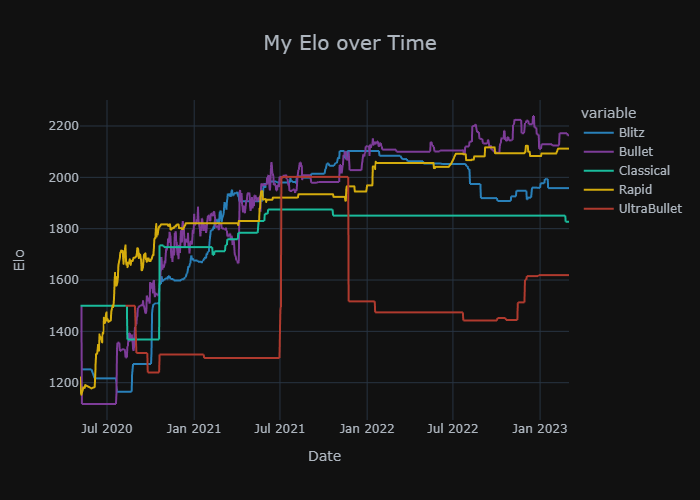 My Elo over Time
variable
Blitz
Bullet
Classical
Rapid
UltraBullet
2200
2000
1800
1600
1400
1200
Elo
Jul 2020 Jan 2021 Jul 2021 Jan 2022 Jul 2022 Jan 2023
Date